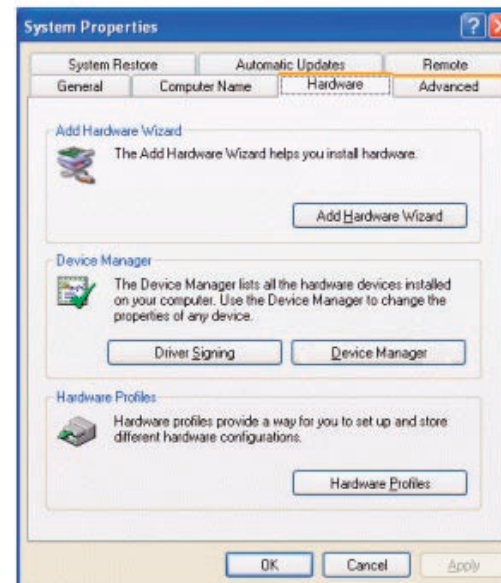 System Properties
System Restore Automatic Updates Remote
General Computer Name Hardware Advanced
Add Hardware Wizard
The Add Hardware Wizard helps you install hardware.
Add Hardware Wizard
Device Manager
The Device Manager lists all the hardware devices installed
on your computer. Use the Device Manager to change the
properties of any device.
Driver Signing Device Manager
Hardware Profiles
Hardware profiles provide a way for you to set up and store
different hardware configurations.
Hardware Profiles
OK Cancel Apply